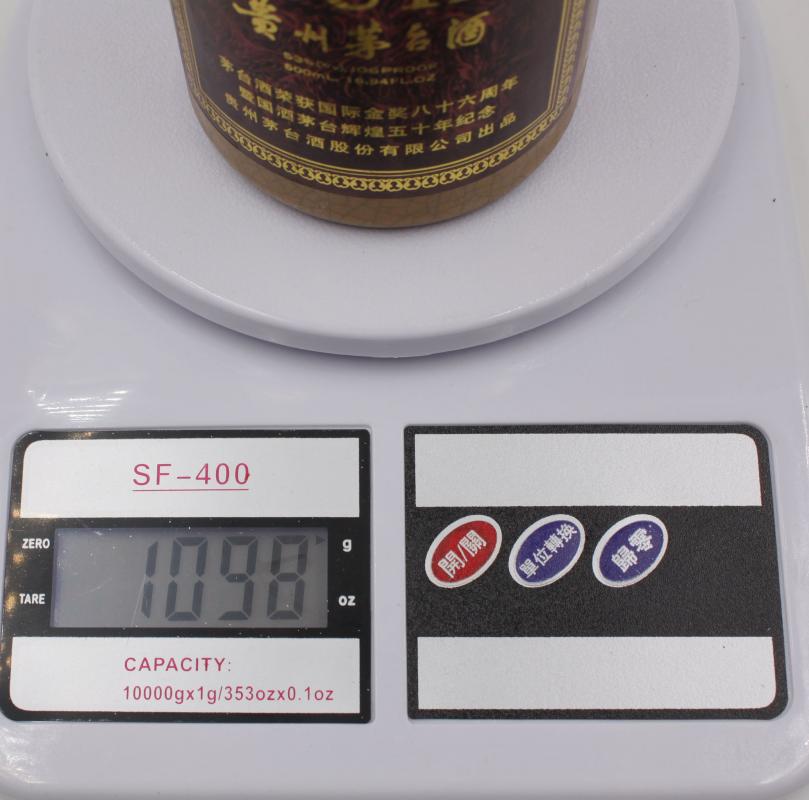 贵州茅台酒
53%(V/V)106PROOF
500mL 16.94FL.OZ
茅台酒荣获国际金奖八十六周年
暨国酒茅台辉煌五十年纪念
贵州茅台酒股份有限公司出品
SF-400
ZERO
g
1098
TARE
oz
CAPACITY:
10000gx1g/353ozx0.1oz
開/關
單位轉換
歸零